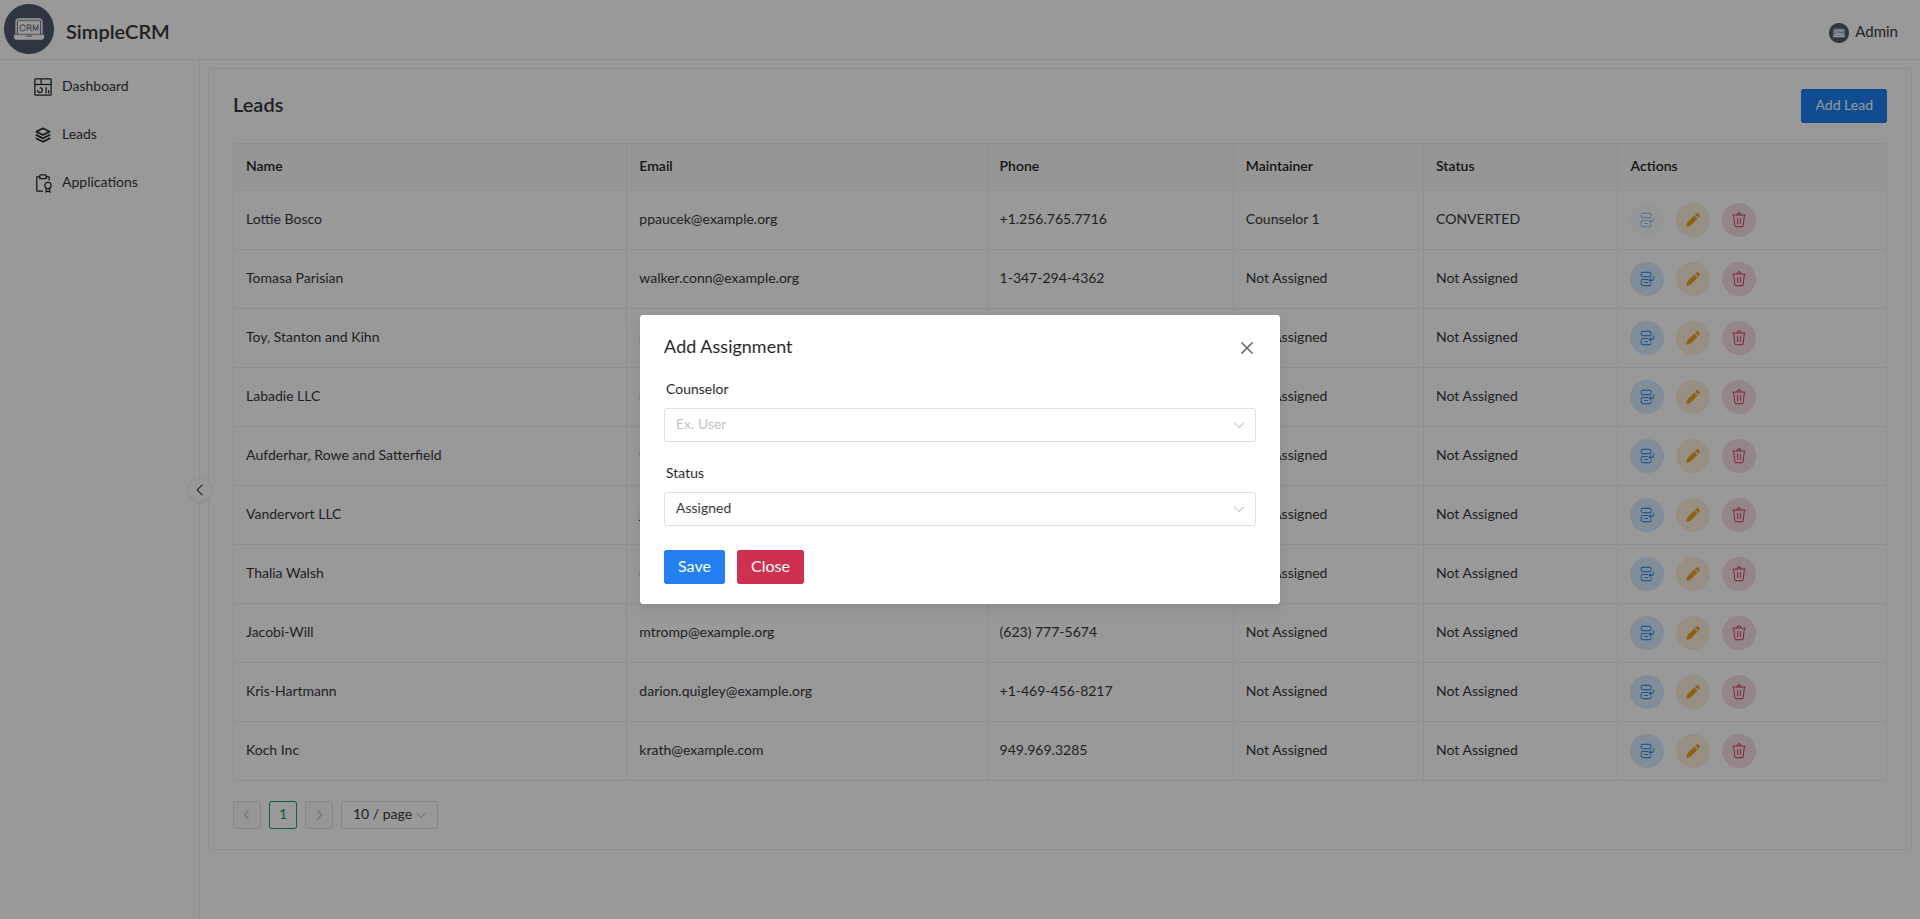 CRM
SimpleCRM
Admin
Dashboard
Leads
Applications
Leads
Add Lead
Name Email Phone Maintainer Status Actions
Lottie Bosco ppaucek@example.org +1.256.765.7716 Counselor 1 CONVERTED
Tomasa Parisian walker.conn@example.org 1-347-294-4362 Not Assigned Not Assigned
Toy, Stanton and Kihn Assigned Not Assigned
Labadie LLC Assigned Not Assigned
Aufderhar, Rowe and Satterfield Assigned Not Assigned
Vandervort LLC Assigned Not Assigned
Thalia Walsh Assigned Not Assigned
Add Assignment
Counselor
Ex. User
Status
Assigned
Save Close
Jacobi-Will mtromp@example.org (623) 777-5674 Not Assigned Not Assigned
Kris-Hartmann darion.quigley@example.org +1-469-456-8217 Not Assigned Not Assigned
Koch Inc krath@example.com 949.969.3285 Not Assigned Not Assigned
1 10 / page